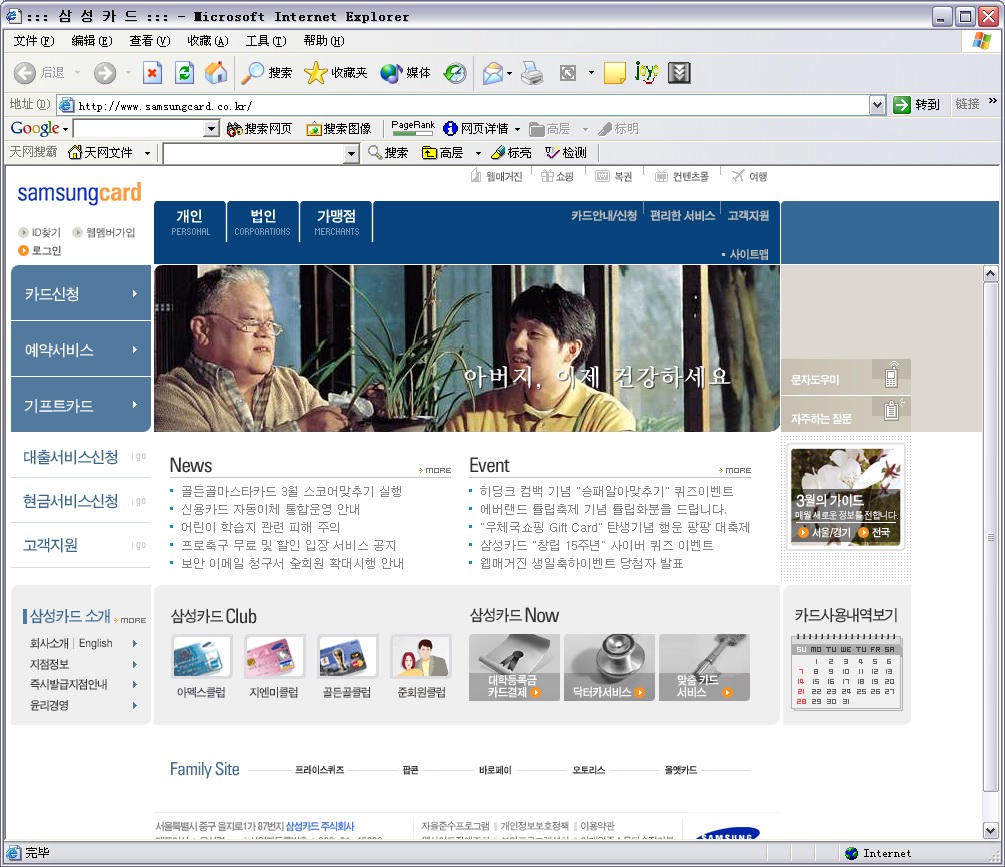 ::: 삼 성 카 드 ::: - Microsoft Internet Explorer
文件(F) 编辑(E) 查看(V) 收藏(A) 工具(T) 帮助(H)
后退 搜索 收藏夹 媒体
地址(D) http://www.samsungcard.co.kr/ 转到 链接 »
Google 搜索网页 搜索图像 PageRank 网页详情 高层 标明
天网搜霸 天网文件 搜索 高层 标亮 检测
웹매거진 쇼핑 복권 컨텐츠몰 여행
samsungcard
개인 법인 가맹점 카드안내/신청 편리한 서비스 고객지원
PERSONAL CORPORATIONS MERCHANTS
ID찾기 웹멤버가입
로그인
사이트맵
카드신청
예약서비스
기프트카드
아버지, 이제 건강하세요
문자도우미
자주하는 질문
대출서비스신청 go
현금서비스신청 go
고객지원 go
News MORE
골든골마스타카드 3월 스코어맞추기 실행
신용카드 자동이체 통합운영 안내
어린이 학습지 관련 피해 주의
프로축구 무료 및 할인 입장 서비스 공지
보안 이메일 청구서 全회원 확대시행 안내
Event MORE
히딩크 컴백 기념 "승패알아맞추기" 퀴즈이벤트
에버랜드 튤립축제 기념 튤립화분을 드립니다.
"우체국쇼핑 Gift Card" 탄생기념 행운 팡팡 대축제
삼성카드 "창립 15주년" 사이버 퀴즈 이벤트
웹매거진 생일축하이벤트 당첨자 발표
3월의 가이드
매월 새로운 정보를 전합니다.
서울/경기 전국
삼성카드 소개 MORE
회사소개 | English
지점정보
즉시발급지점안내
윤리경영
삼성카드 Club
아멕스클럽 지엔미클럽 골든골클럽 준회원클럽
삼성카드 Now
대학등록금
카드결제
닥터카서비스
맞춤 카드
서비스
카드사용내역보기
SU MO TU WE TU FR SA
1 2 3 4 5 6
7 8 9 10 11 12 13
14 15 16 17 18 19 20
21 22 23 24 25 26 27
28 29 30 31
Family Site 프라이스퀴즈 팝콘 바로페이 오토리스 올앳카드
서울특별시 중구 을지로1가 87번지 삼성카드 주식회사
자율준수프로그램 개인정보보호정책 이용약관
SAMSUNG
完毕 Internet